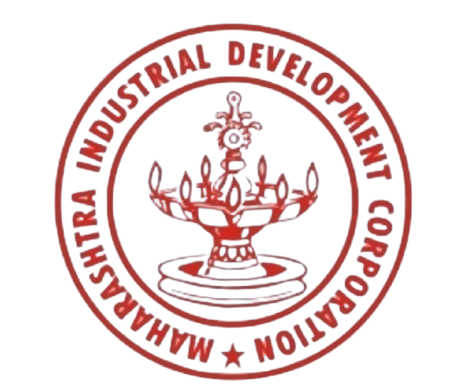 MAHARASHTRA INDUSTRIAL DEVELOPMENT CORPORATION